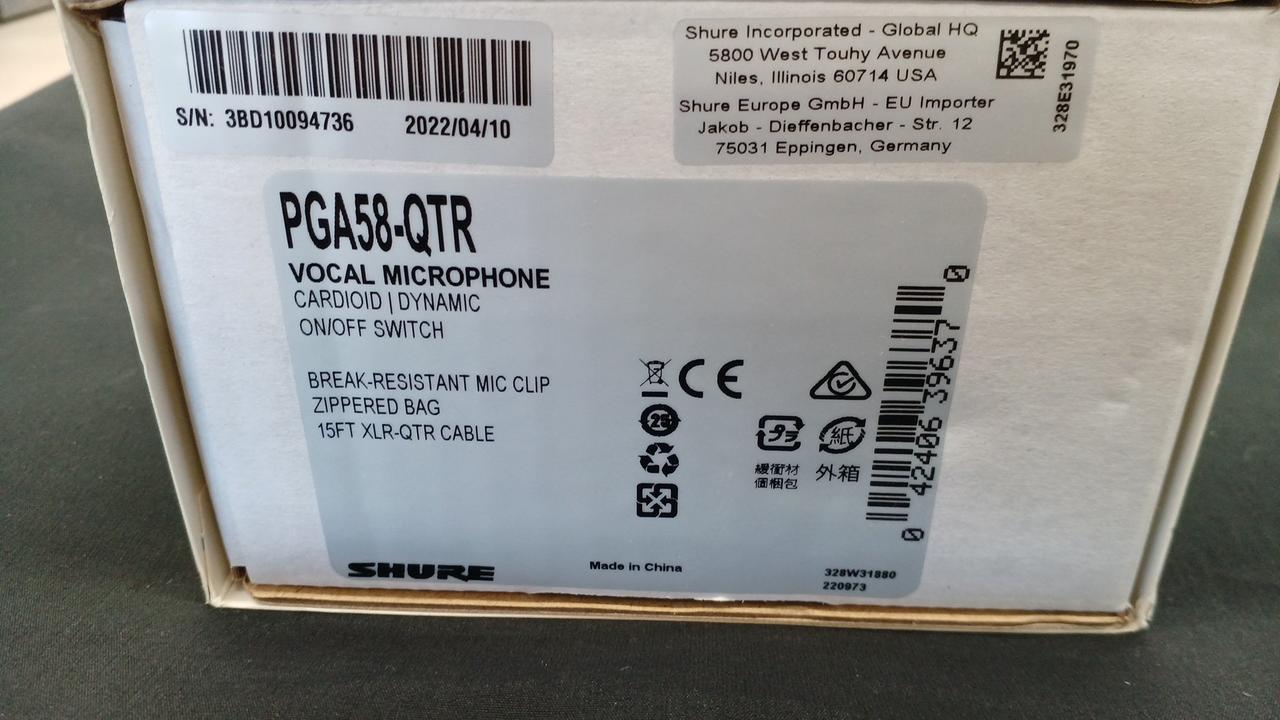 S/N: 3BD10094736 2022/04/10
Shure Incorporated - Global HQ
5800 West Touhy Avenue
Niles, Illinois 60714 USA
Shure Europe GmbH - EU Importer
Jakob - Dieffenbacher - Str. 12
75031 Eppingen, Germany
328E31970
PGA58-QTR
VOCAL MICROPHONE
CARDIOID | DYNAMIC
ON/OFF SWITCH
BREAK-RESISTANT MIC CLIP
ZIPPERED BAG
15FT XLR-QTR CABLE
CE
25
プラ
紙
緩衝材
個梱包
外箱
0 42406 39637 0
SHURE
Made in China
328W31880
220973